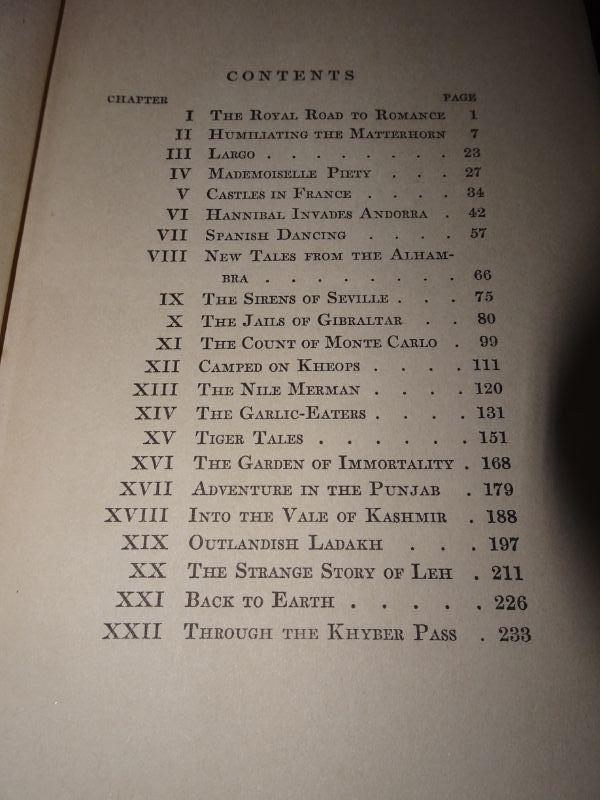 CONTENTS
CHAPTER PAGE
I THE ROYAL ROAD TO ROMANCE 1
II HUMILIATING THE MATTERHORN 7
III LARGO . . . . . . . . 23
IV MADEMOISELLE PIETY . . . 27
V CASTLES IN FRANCE . . . . 34
VI HANNIBAL INVADES ANDORRA . 42
VII SPANISH DANCING . . . . 57
VIII NEW TALES FROM THE ALHAM-
BRA . . . . . . . . 66
IX THE SIRENS OF SEVILLE . . . 75
X THE JAILS OF GIBRALTAR . . 80
XI THE COUNT OF MONTE CARLO . 99
XII CAMPED ON KHEOPS . . . . 111
XIII THE NILE MERMAN . . . . 120
XIV THE GARLIC-EATERS . . . . 131
XV TIGER TALES . . . . . . 151
XVI THE GARDEN OF IMMORTALITY . 168
XVII ADVENTURE IN THE PUNJAB . 179
XVIII INTO THE VALE OF KASHMIR . 188
XIX OUTLANDISH LADAKH . . . 197
XX THE STRANGE STORY OF LEH . 211
XXI BACK TO EARTH . . . . . 226
XXII THROUGH THE KHYBER PASS . 233